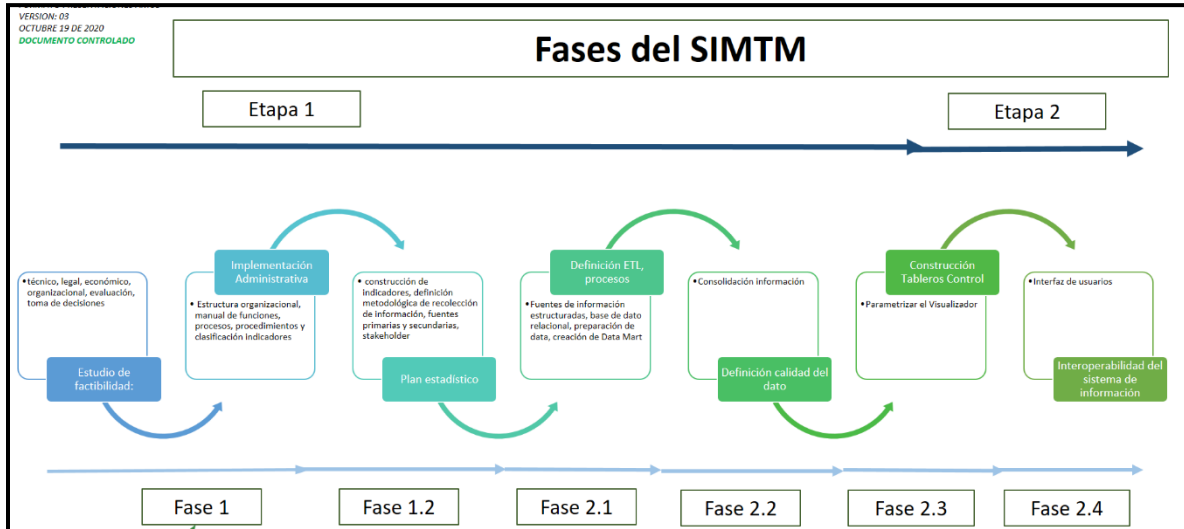 VERSION: 03
OCTUBRE 19 DE 2020
DOCUMENTO CONTROLADO
Fases del SIMTM
Etapa 1
Etapa 2
•técnico, legal, económico,
organizacional, evaluación,
toma de decisiones
Estudio de
factibilidad:
Implementación
Administrativa
• Estructura organizacional,
manual de funciones,
procesos, procedimientos y
clasificación indicadores
• construcción de
indicadores, definición
metodológica de recolección
de información, fuentes
primarias y secundarias,
stakeholder
Plan estadístico
Definición ETL,
procesos
•Fuentes de información
estructuradas, base de dato
relacional, preparación de
data, creación de Data Mart
•Consolidación información
Definición calidad del
dato
Construcción
Tableros Control
•Parametrizar el Visualizador
•Interfaz de usuarios
Interoperabilidad del
sistema de
información
Fase 1
Fase 1.2
Fase 2.1
Fase 2.2
Fase 2.3
Fase 2.4